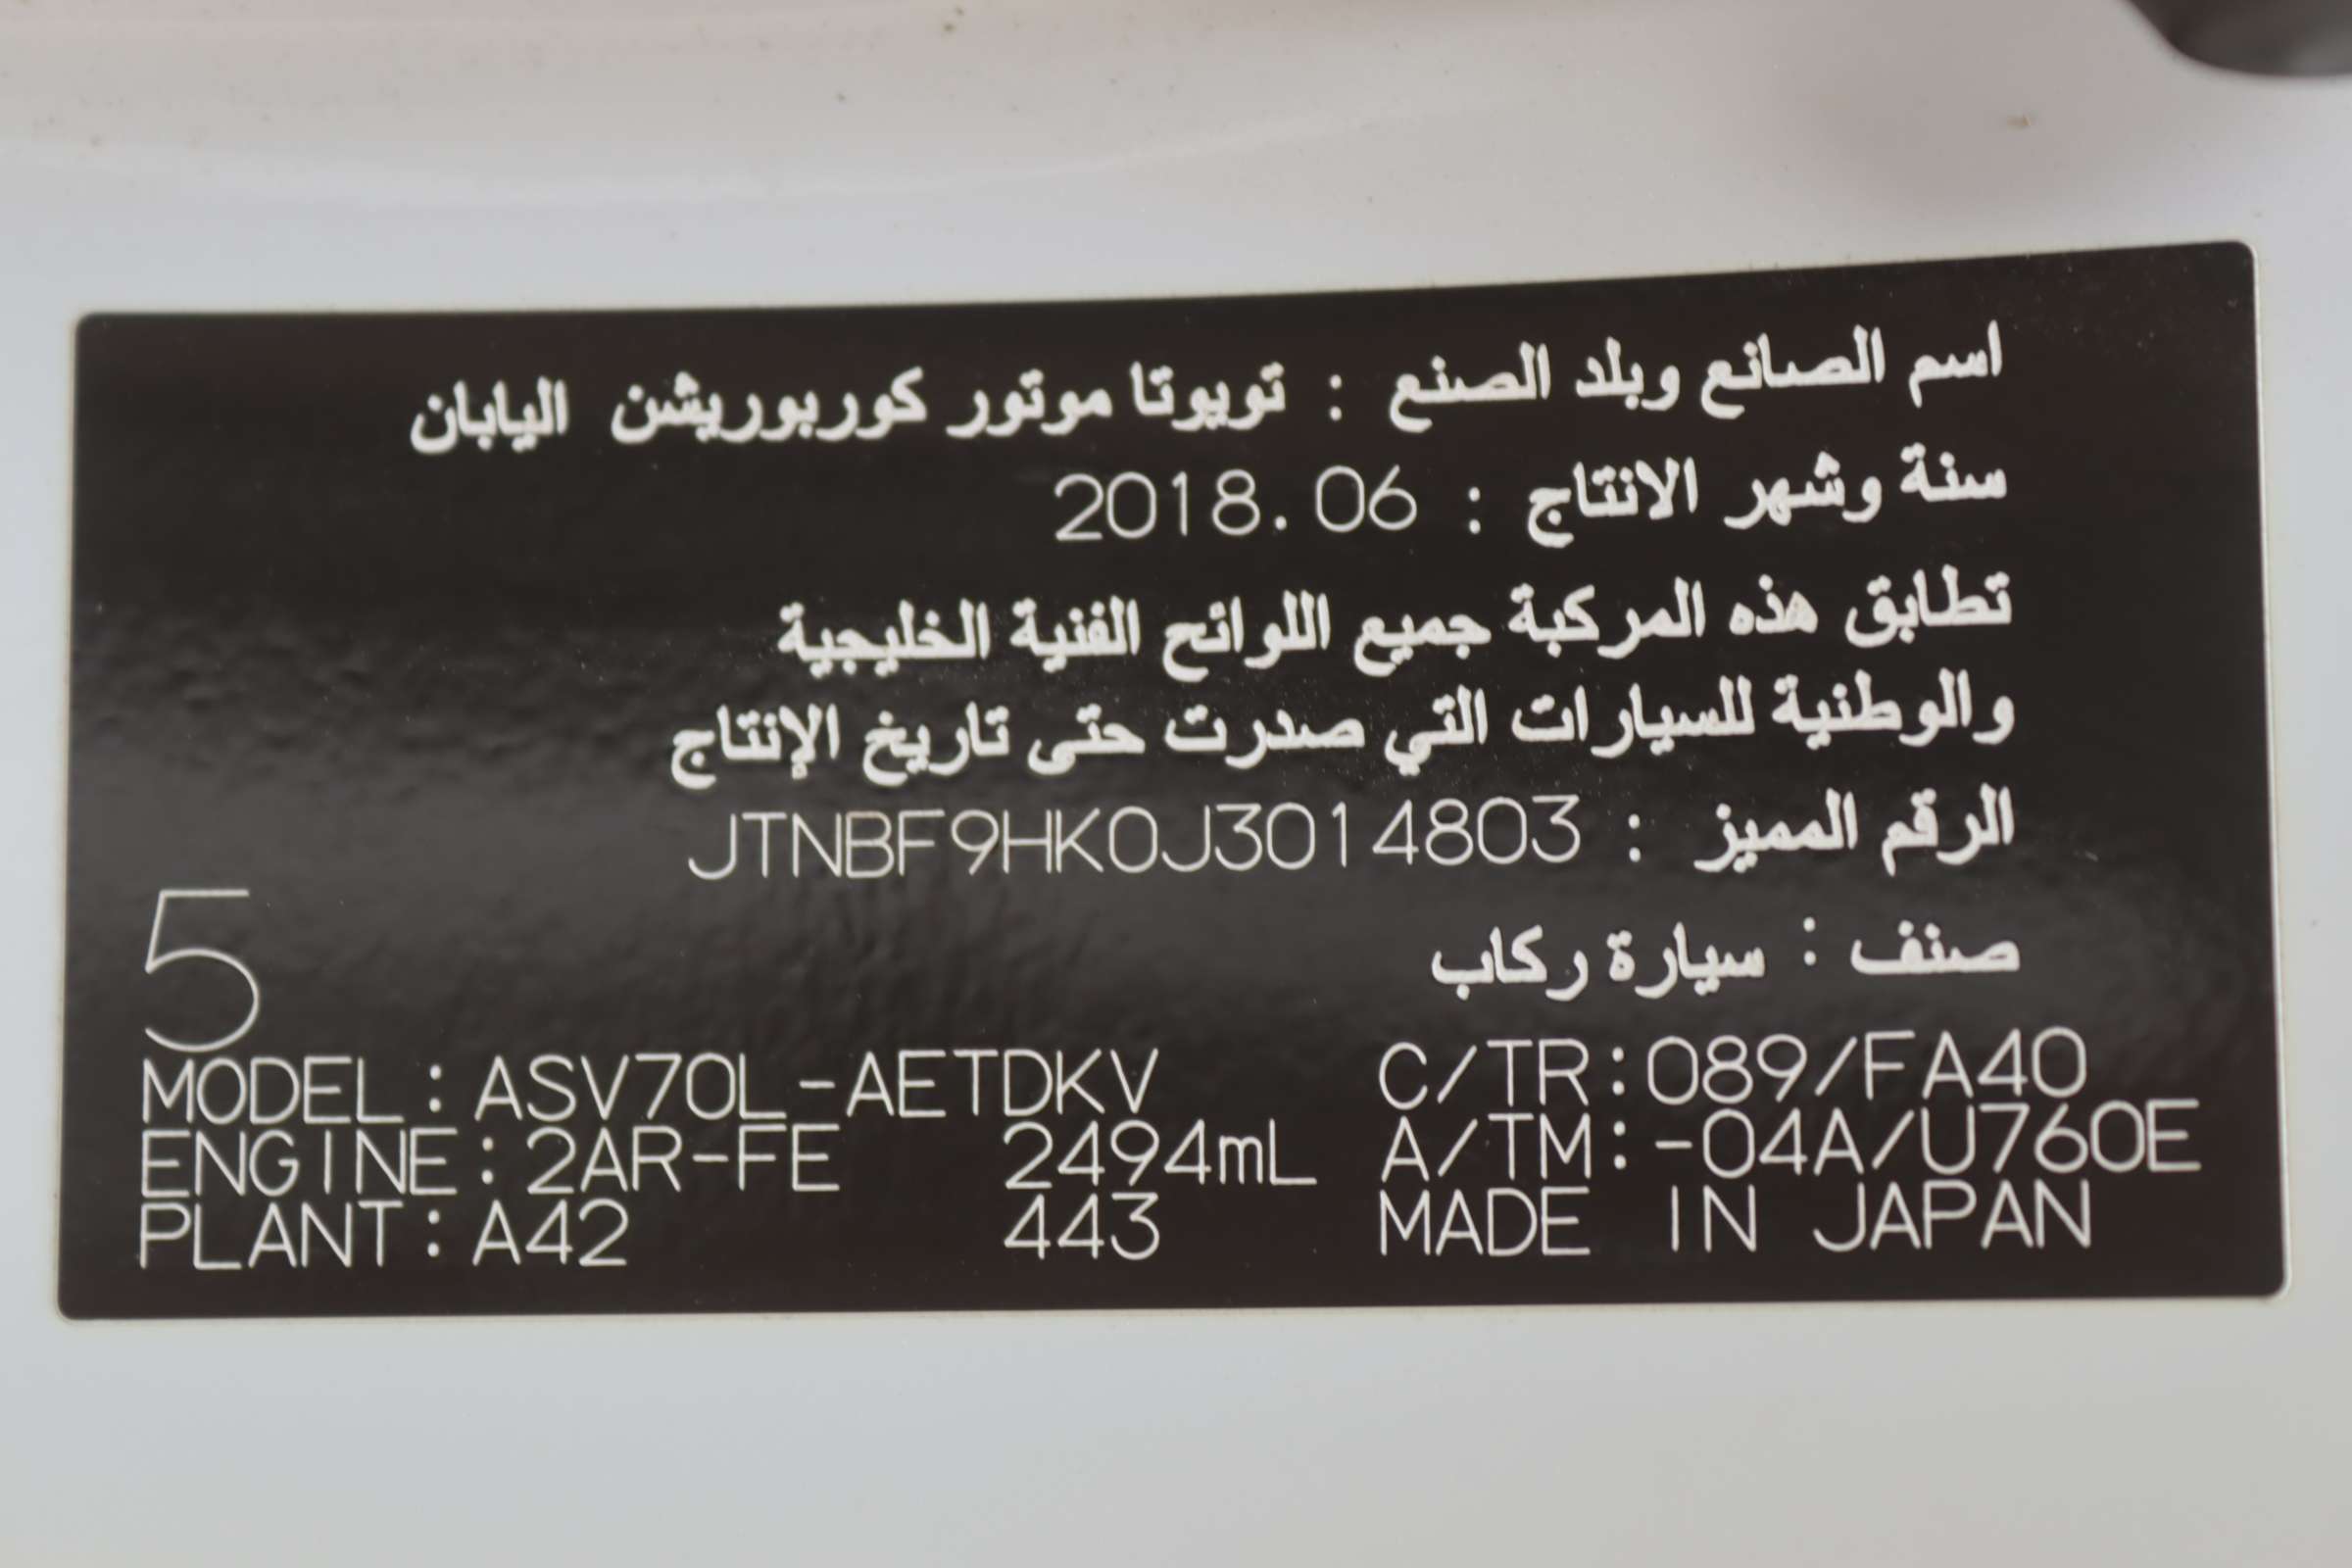 اسم الصانع وبلد الصنع : تويوتا موتور كوربوريشن اليابان
سنة وشهر الانتاج : 2018.06
تطابق هذه المركبة جميع اللوائح الفنية الخليجية
والوطنية للسيارات التي صدرت حتى تاريخ الإنتاج
الرقم المميز : JTNBF9HK0J3014803
صنف : سيارة ركاب
5
MODEL:ASV70L-AETDKV C/TR:089/FA40
ENGINE:2AR-FE 2494mL A/TM:-04A/U760E
PLANT:A42 443 MADE IN JAPAN